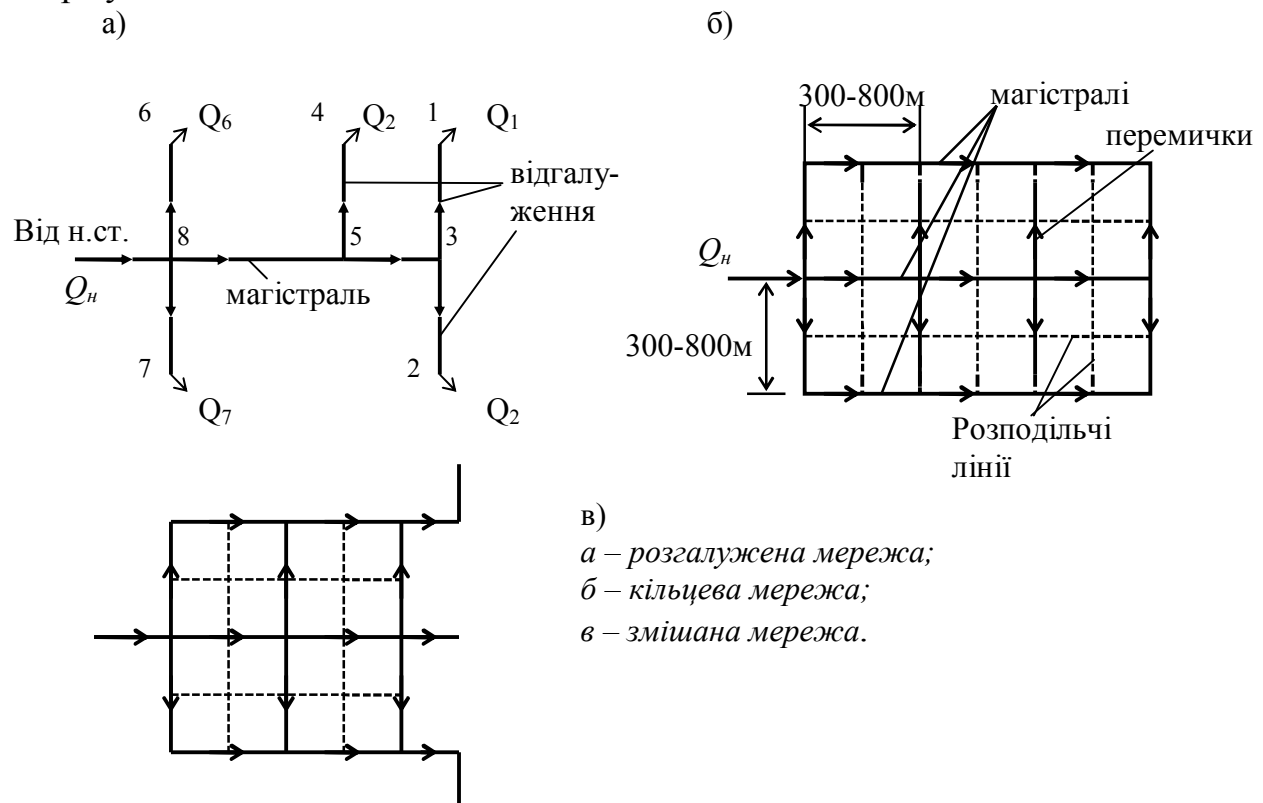 а)
б)
6
Q6
4
Q2
1
Q1
відгалу-
ження
Від н.ст.
8
5
3
Qн
магістраль
7
2
Q7
Q2
300-800м
магістралі
перемички
Qн
300-800м
Розподільчі
лінії
в)
а – розгалужена мережа;
б – кільцева мережа;
в – змішана мережа.